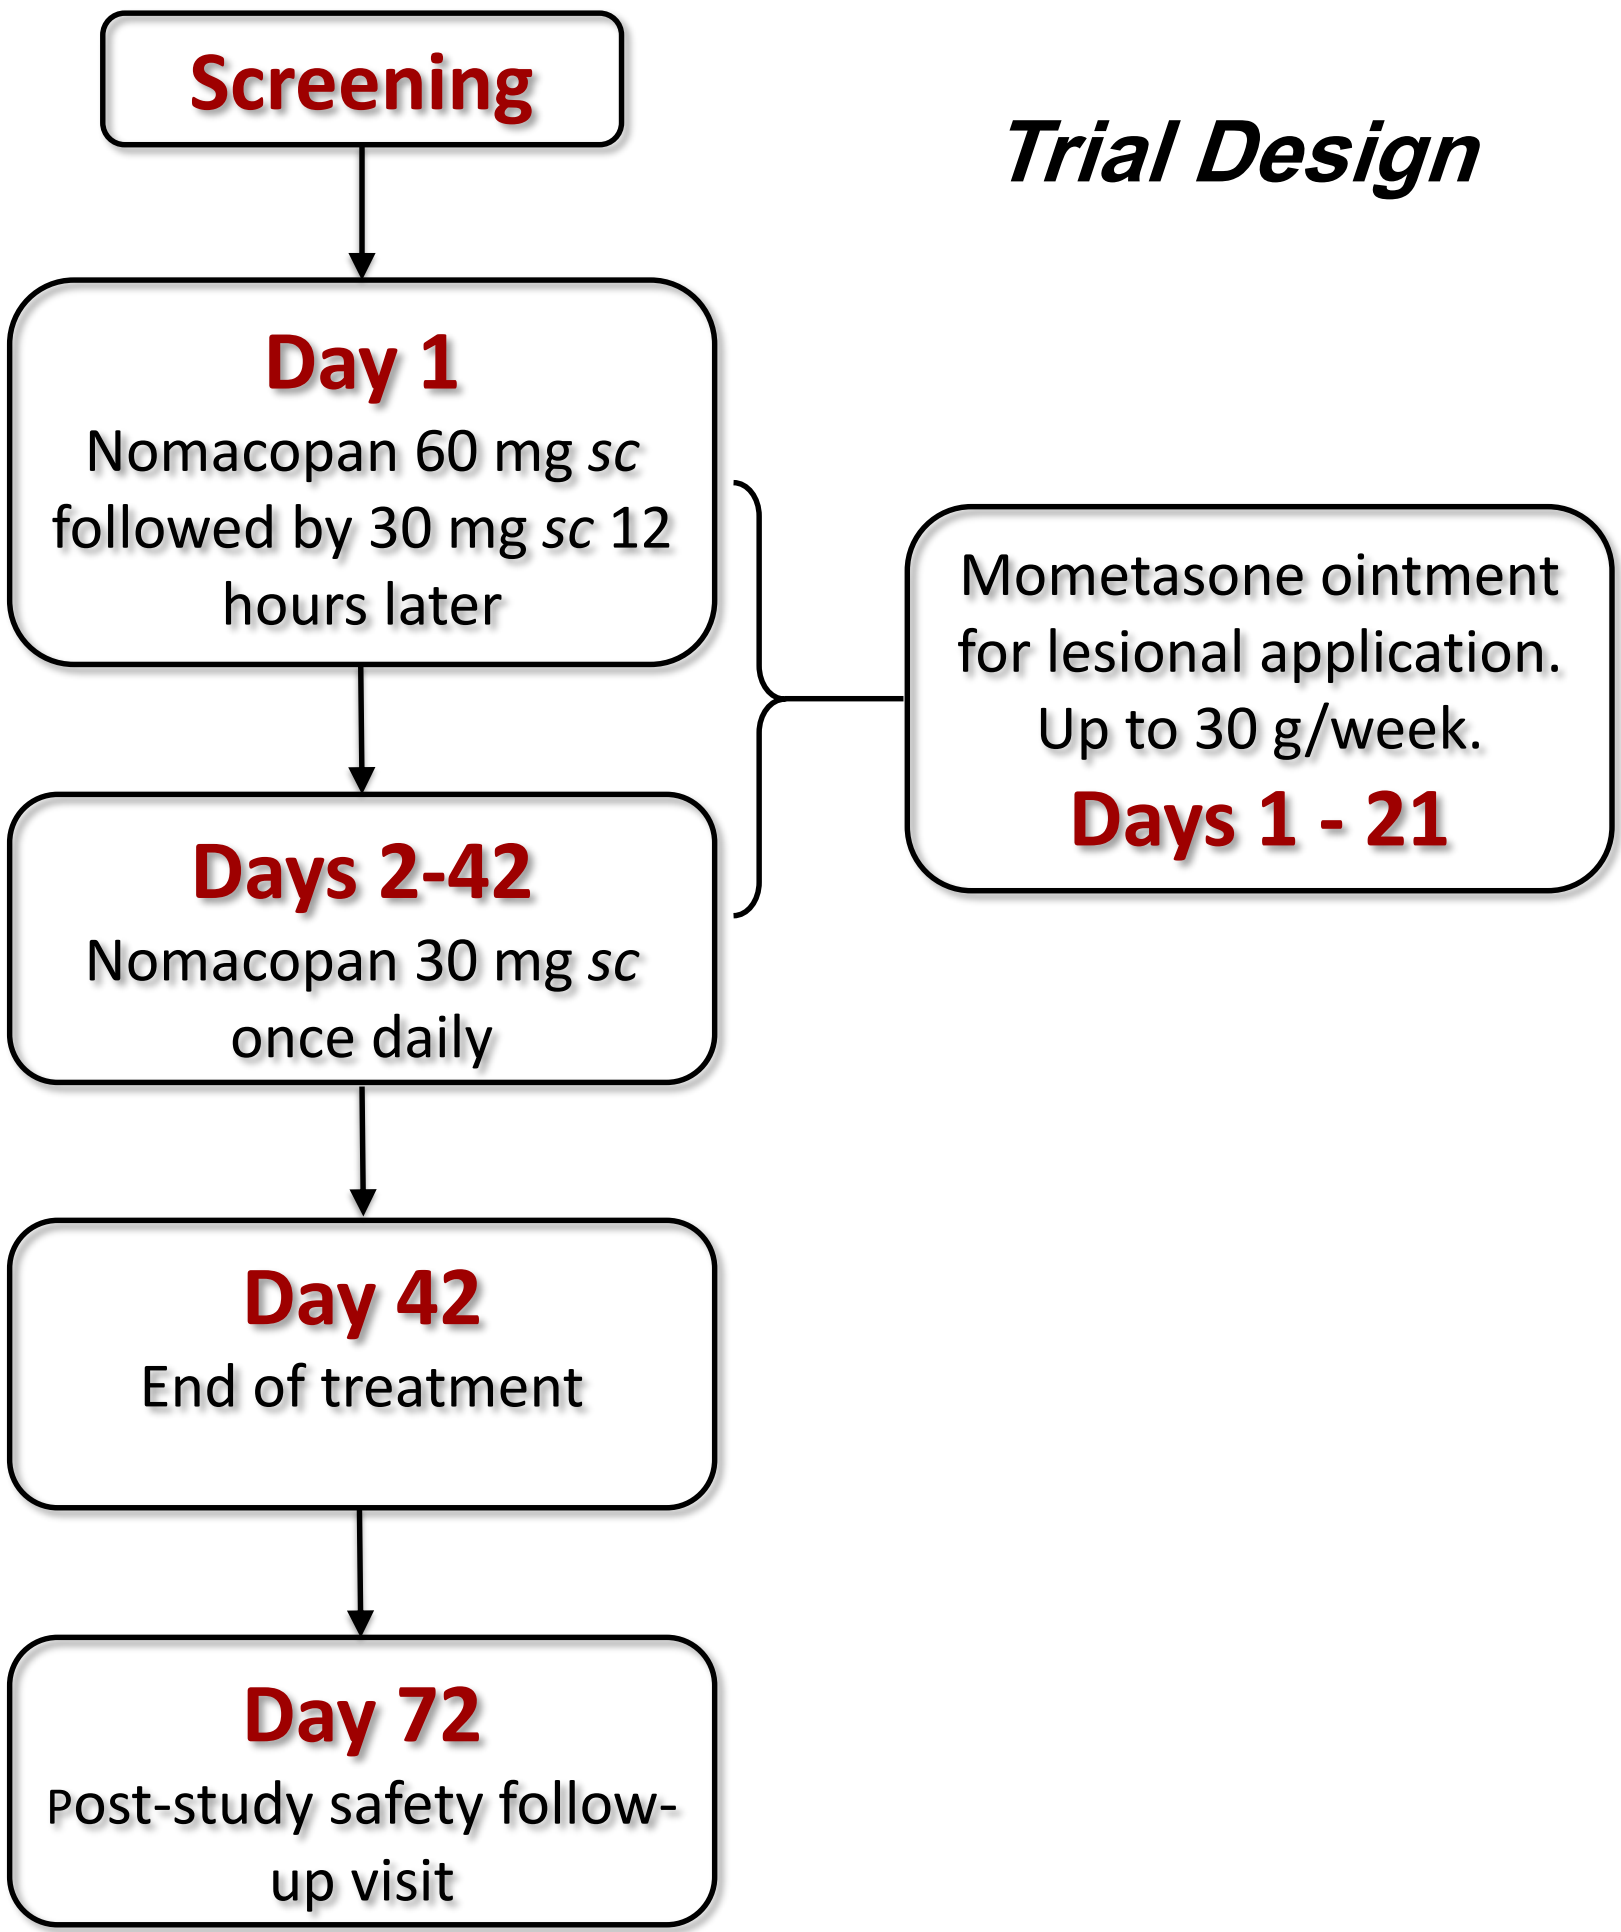 Screening
Trial Design
Day 1
Nomacopan 60 mg sc
followed by 30 mg sc 12
hours later
Mometasone ointment
for lesional application.
Up to 30 g/week.
Days 1 - 21
Days 2-42
Nomacopan 30 mg sc
once daily
Day 42
End of treatment
Day 72
Post-study safety follow-
up visit